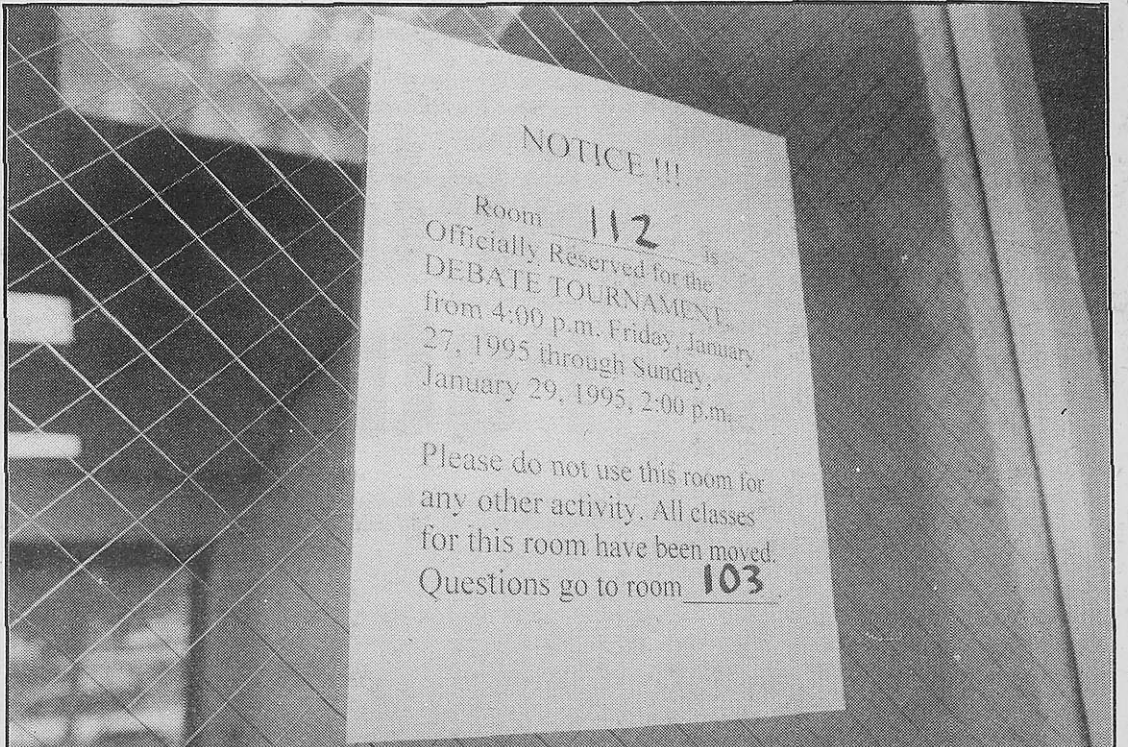 NOTICE !!!
Room 112 is
Officially Reserved for the
DEBATE TOURNAMENT,
from 4:00 p.m. Friday, January
27, 1995 through Sunday,
January 29, 1995, 2:00 p.m.
Please do not use this room for
any other activity. All classes
for this room have been moved.
Questions go to room 103.